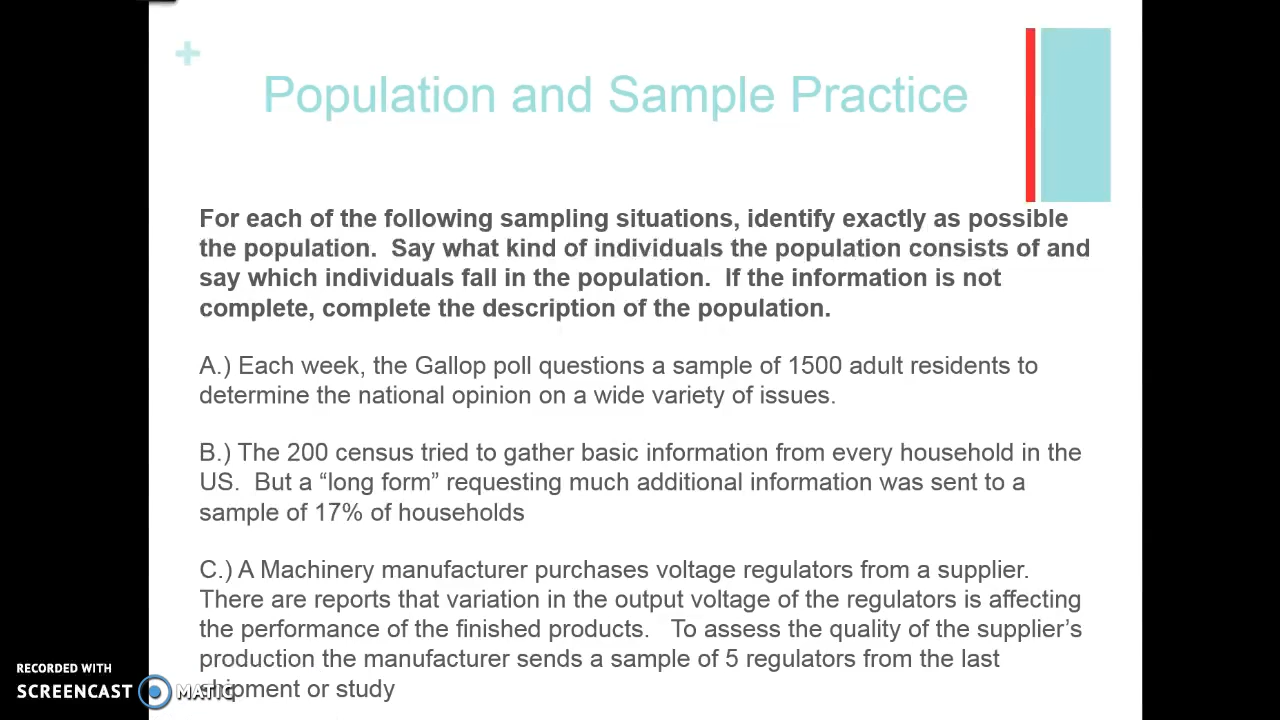 +
Population and Sample Practice
For each of the following sampling situations, identify exactly as possible
the population.  Say what kind of individuals the population consists of and
say which individuals fall in the population.  If the information is not
complete, complete the description of the population.
A.) Each week, the Gallop poll questions a sample of 1500 adult residents to
determine the national opinion on a wide variety of issues.
B.) The 200 census tried to gather basic information from every household in the
US.  But a “long form” requesting much additional information was sent to a
sample of 17% of households
C.) A Machinery manufacturer purchases voltage regulators from a supplier.
There are reports that variation in the output voltage of the regulators is affecting
the performance of the finished products.   To assess the quality of the supplier’s
production the manufacturer sends a sample of 5 regulators from the last
shipment or study
RECORDED WITH
SCREENCAST MATIC